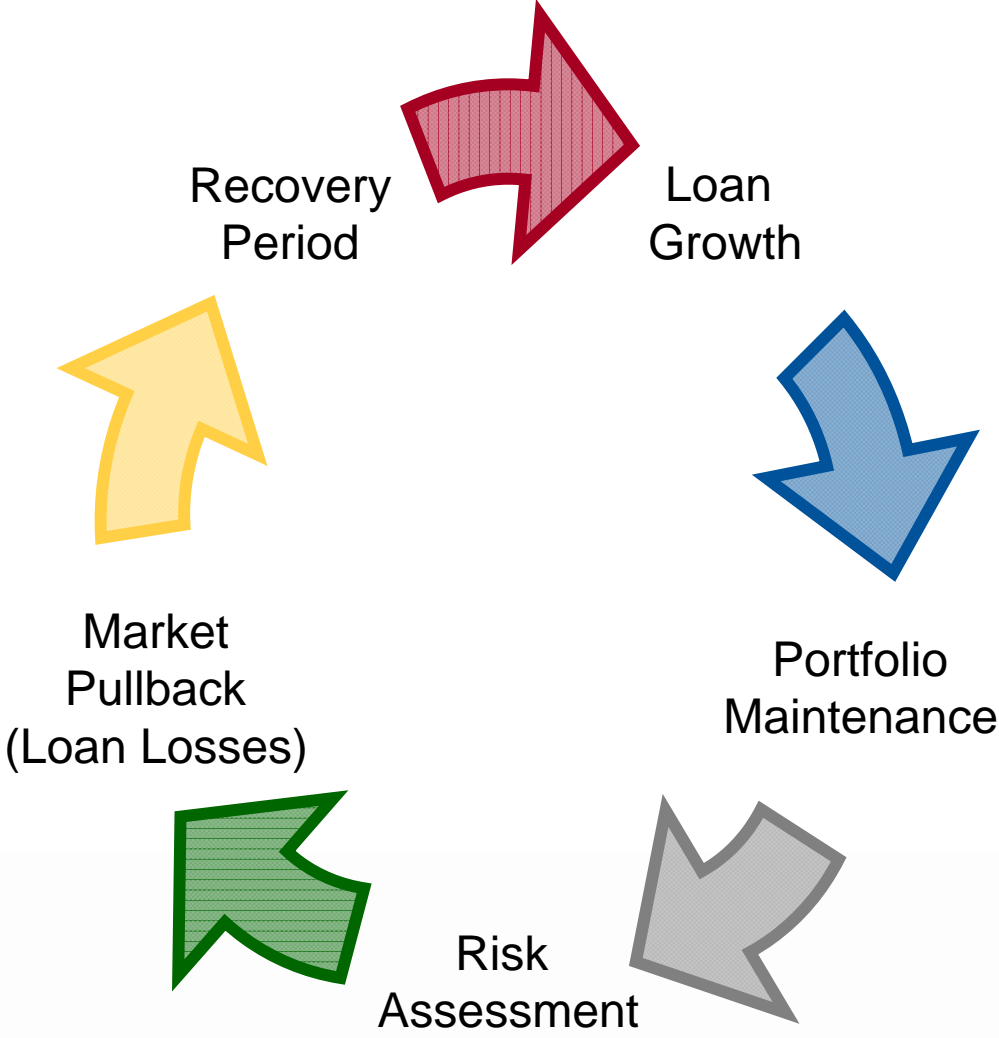 Recovery
Period
Loan
Growth
Market
Pullback
(Loan Losses)
Portfolio
Maintenance
Risk
Assessment